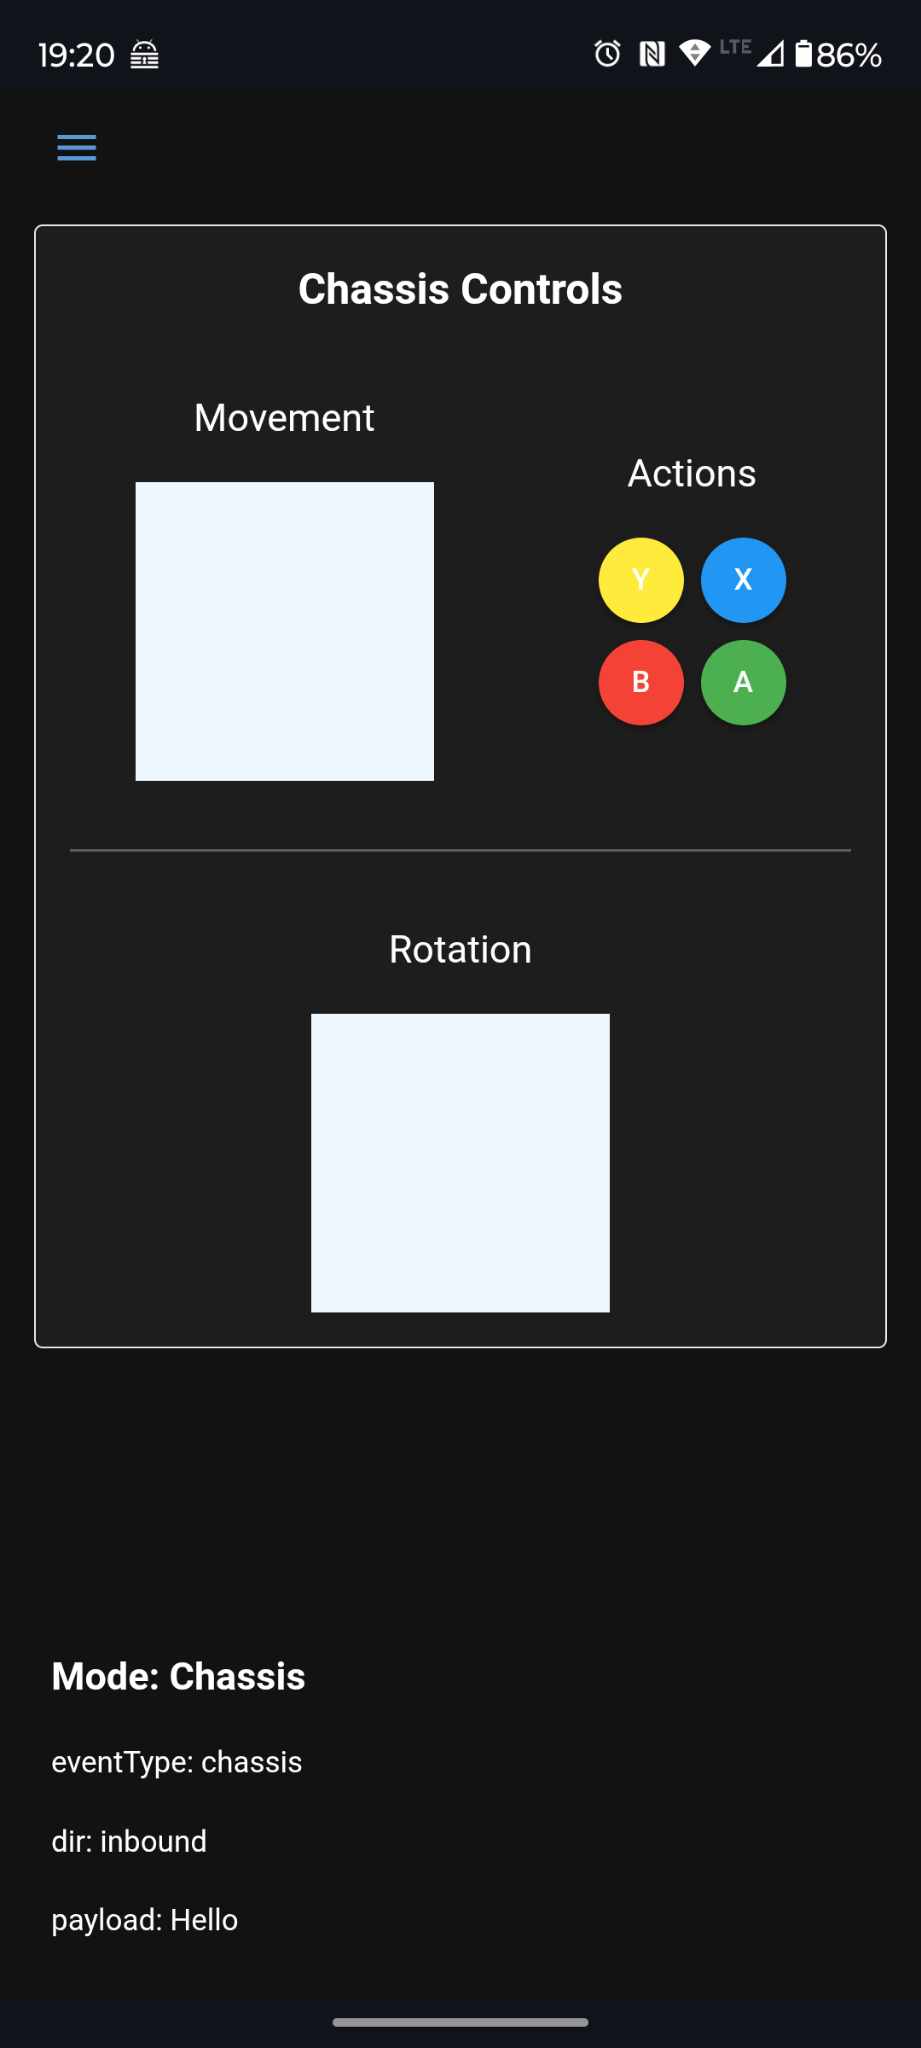 19:20
LTE
86%
Chassis Controls
Movement
Actions
Y X
B A
Rotation
Mode: Chassis
eventType: chassis
dir: inbound
payload: Hello